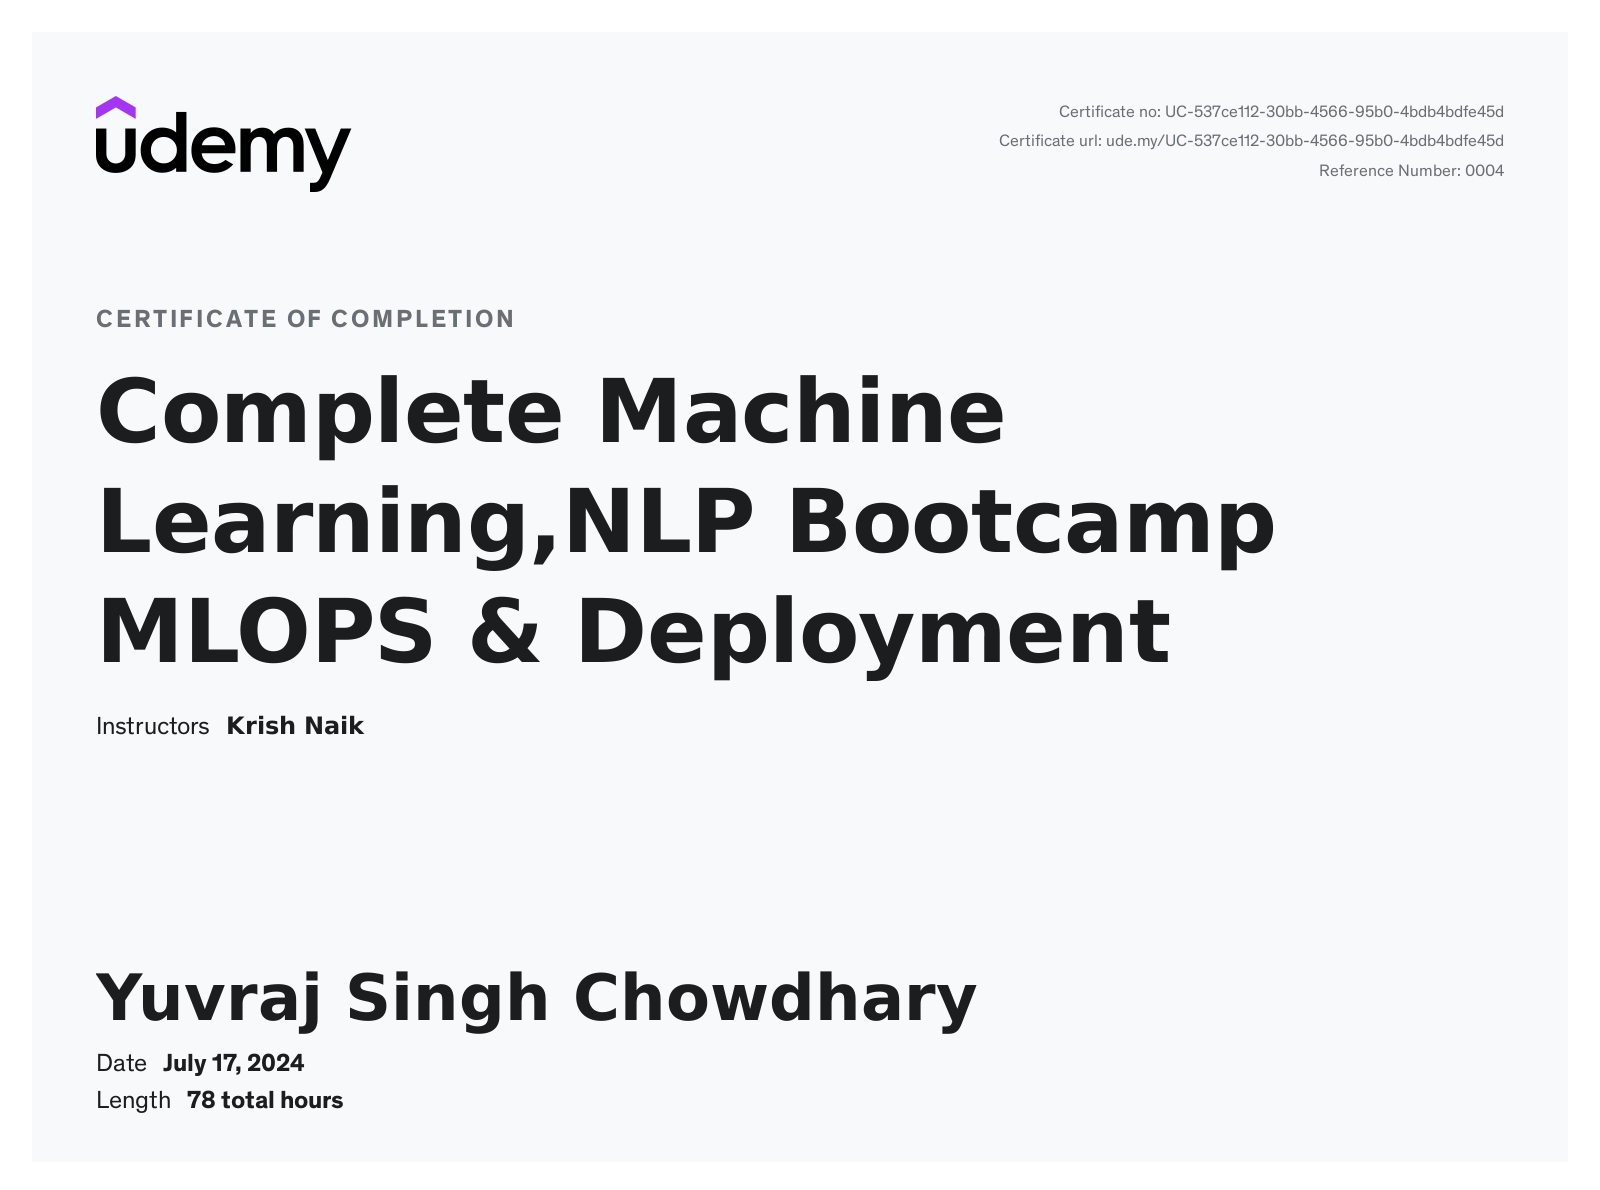 udemy
Certificate no: UC-537ce112-30bb-4566-95b0-4bdb4bdfe45d
Certificate url: ude.my/UC-537ce112-30bb-4566-95b0-4bdb4bdfe45d
Reference Number: 0004
CERTIFICATE OF COMPLETION
Complete Machine
Learning,NLP Bootcamp
MLOPS & Deployment
Instructors Krish Naik
Yuvraj Singh Chowdhary
Date July 17, 2024
Length 78 total hours